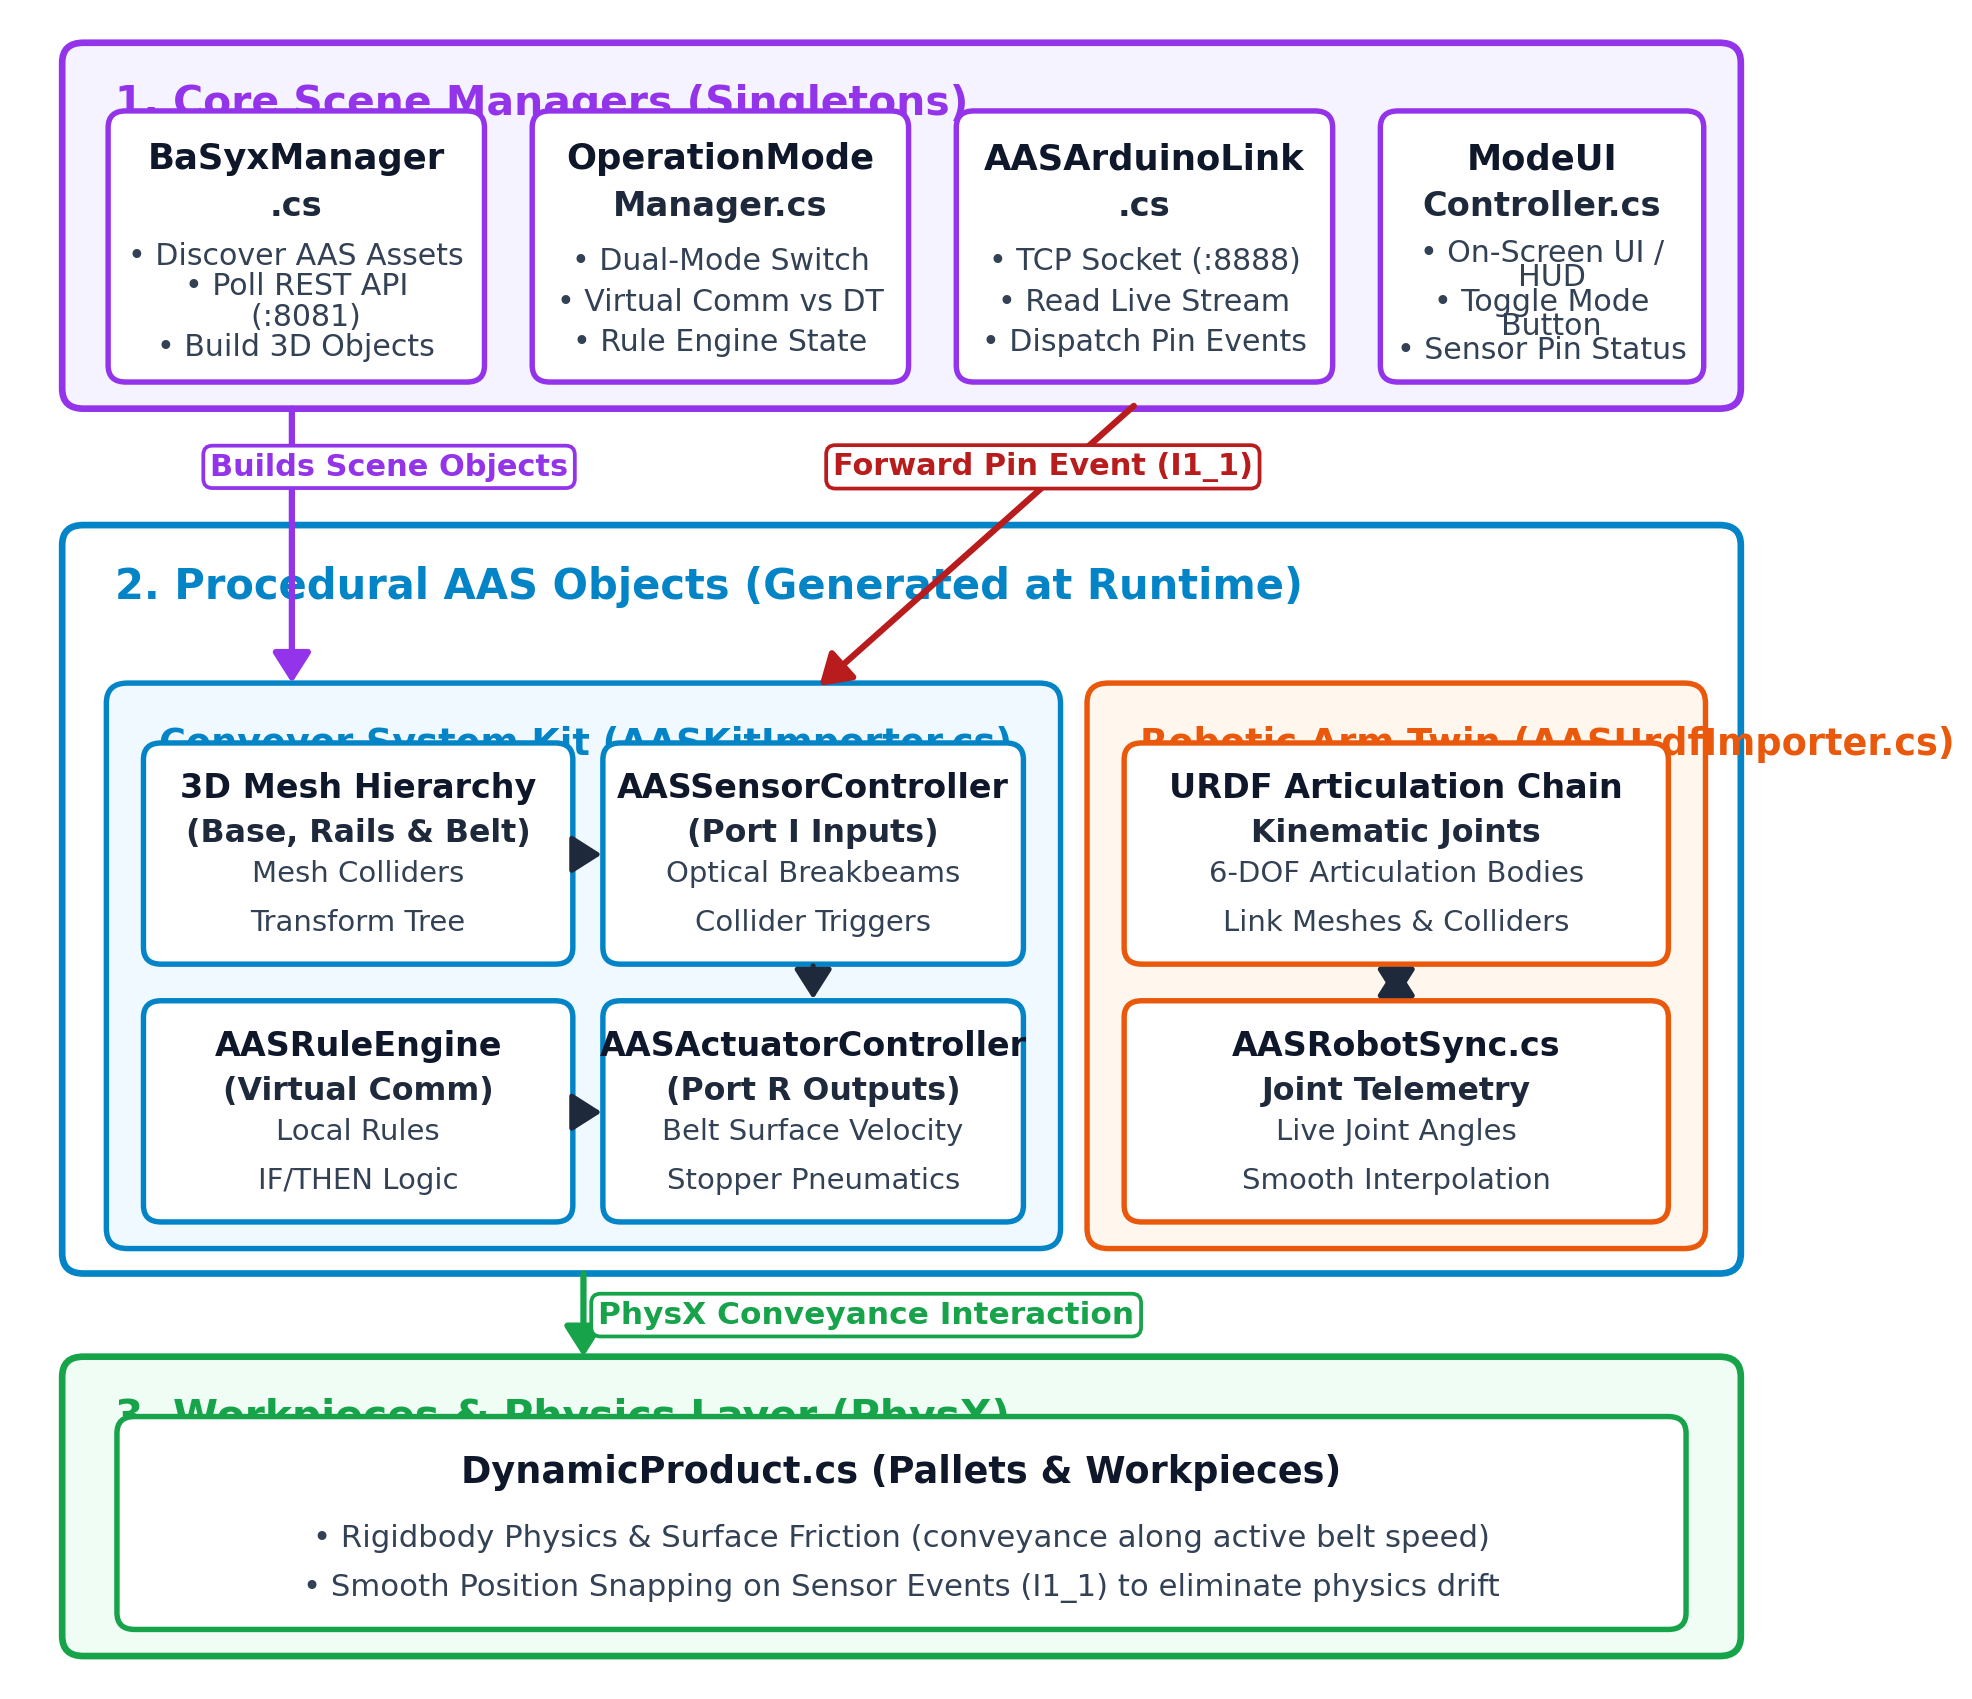 1. Core Scene Managers (Singletons)
BaSyxManager
.cs
• Discover AAS Assets
• Poll REST API
(:8081)
• Build 3D Objects
OperationMode
Manager.cs
• Dual-Mode Switch
• Virtual Comm vs DT
• Rule Engine State
AASArduinoLink
.cs
• TCP Socket (:8888)
• Read Live Stream
• Dispatch Pin Events
ModeUI
Controller.cs
• On-Screen UI /
HUD
• Toggle Mode
Button
• Sensor Pin Status
Builds Scene Objects
Forward Pin Event (I1_1)
2. Procedural AAS Objects (Generated at Runtime)
Conveyor System Kit (AASKitImporter.cs)
3D Mesh Hierarchy
(Base, Rails & Belt)
Mesh Colliders
Transform Tree
AASSensorController
(Port I Inputs)
Optical Breakbeams
Collider Triggers
AASRuleEngine
(Virtual Comm)
Local Rules
IF/THEN Logic
AASActuatorController
(Port R Outputs)
Belt Surface Velocity
Stopper Pneumatics
Robotic Arm Twin (AASUrdfImporter.cs)
URDF Articulation Chain
Kinematic Joints
6-DOF Articulation Bodies
Link Meshes & Colliders
AASRobotSync.cs
Joint Telemetry
Live Joint Angles
Smooth Interpolation
PhysX Conveyance Interaction
3. Workpieces & Physics Layer (PhysX)
DynamicProduct.cs (Pallets & Workpieces)
• Rigidbody Physics & Surface Friction (conveyance along active belt speed)
• Smooth Position Snapping on Sensor Events (I1_1) to eliminate physics drift